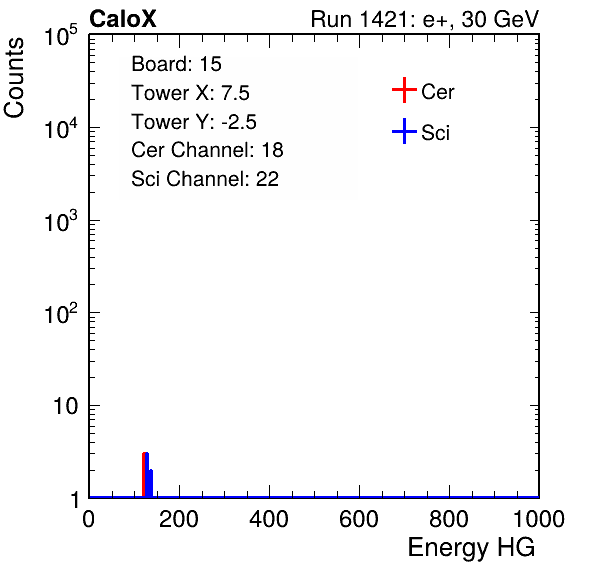 CaloX Run 1421: e+, 30 GeV
Counts
Board: 15
Tower X: 7.5
Tower Y: -2.5
Cer Channel: 18
Sci Channel: 22
Cer
Sci
10^5
10^4
10^3
10^2
10
1
0 200 400 600 800 1000
Energy HG